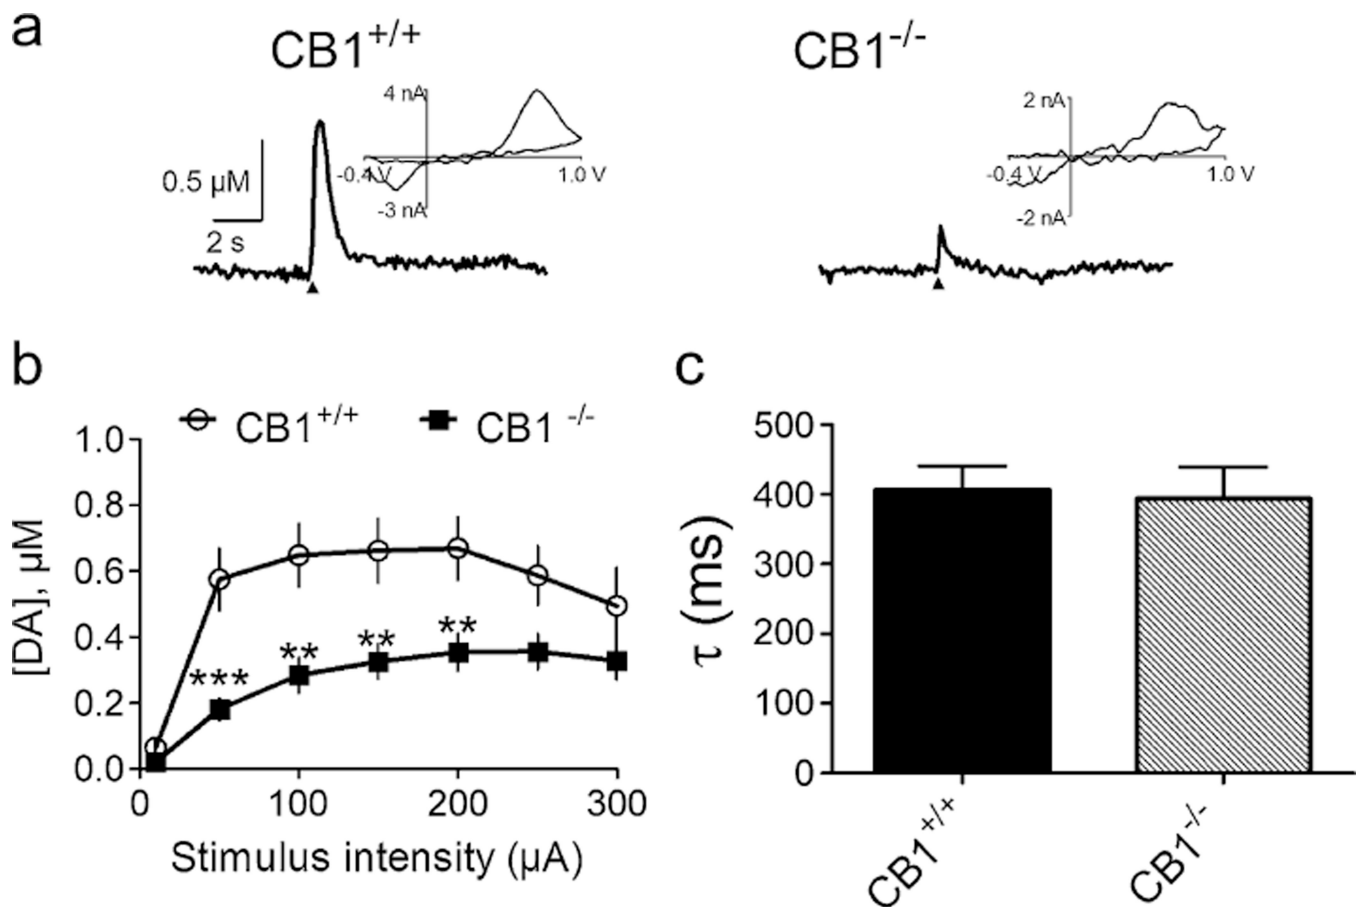 a
CB1+/+
CB1-/-
4 nA
2 nA
0.5 µM
-0.4 V
1.0 V
-0.4 V
1.0 V
-3 nA
-2 nA
2 s
b
c
CB1+/+
CB1 -/-
1.0
0.8
0.6
0.4
0.2
0.0
[DA], µM
***
**
**
**
0
100
200
300
Stimulus intensity (µA)
500
400
300
200
100
0
τ (ms)
CB1+/+
CB1-/-